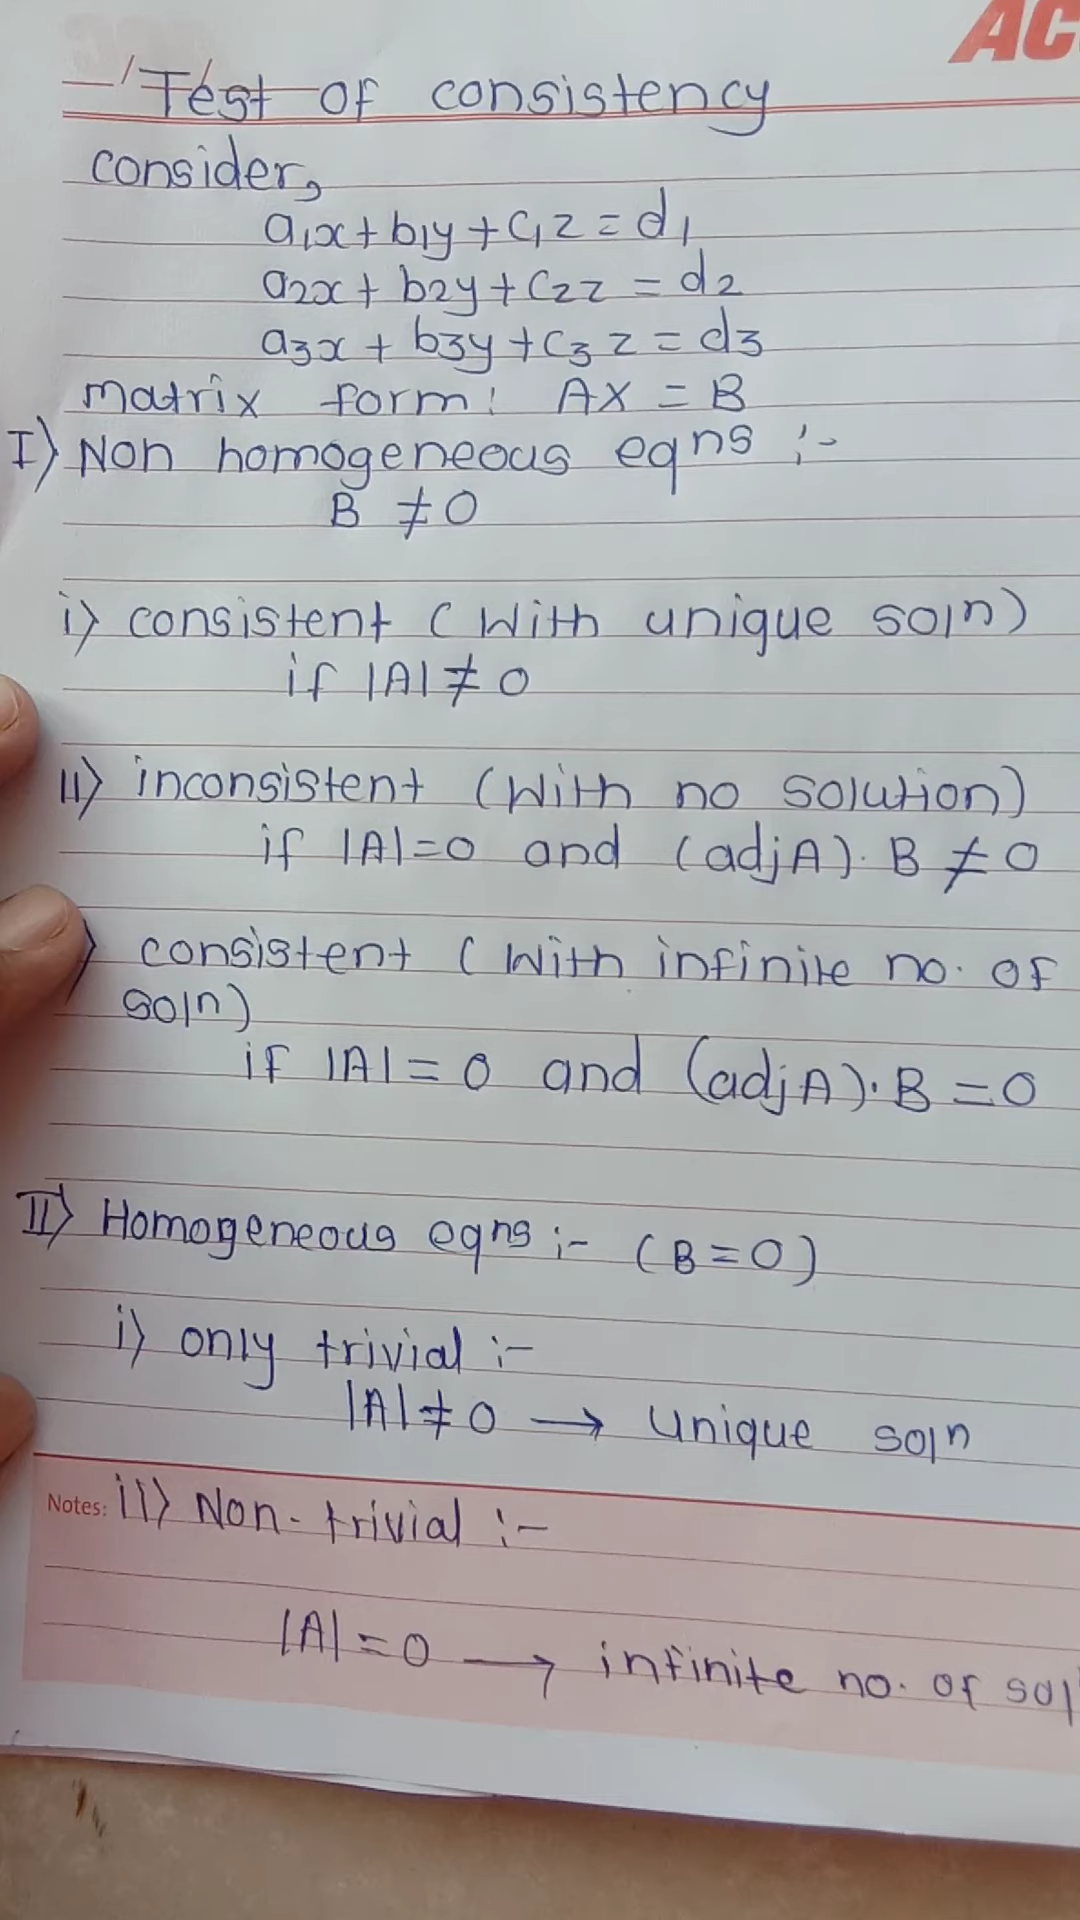 AC
Test of consistency
consider,
a1x + b1y + c1z = d1
a2x + b2y + c2z = d2
a3x + b3y + c3z = d3
matrix form: AX = B
I) Non homogeneous eqns :-
B ≠ 0
i) consistent (with unique soln)
if |A| ≠ 0
ii) inconsistent (with no solution)
if |A| = 0 and (adjA). B ≠ 0
) consistent (with infinite no. of
soln)
if |A| = 0 and (adjA). B = 0
II) Homogeneous eqns :- (B = 0)
i) only trivial :-
|A| ≠ 0 → unique soln
Notes: ii) Non-trivial :-
|A| = 0 → infinite no. of sol